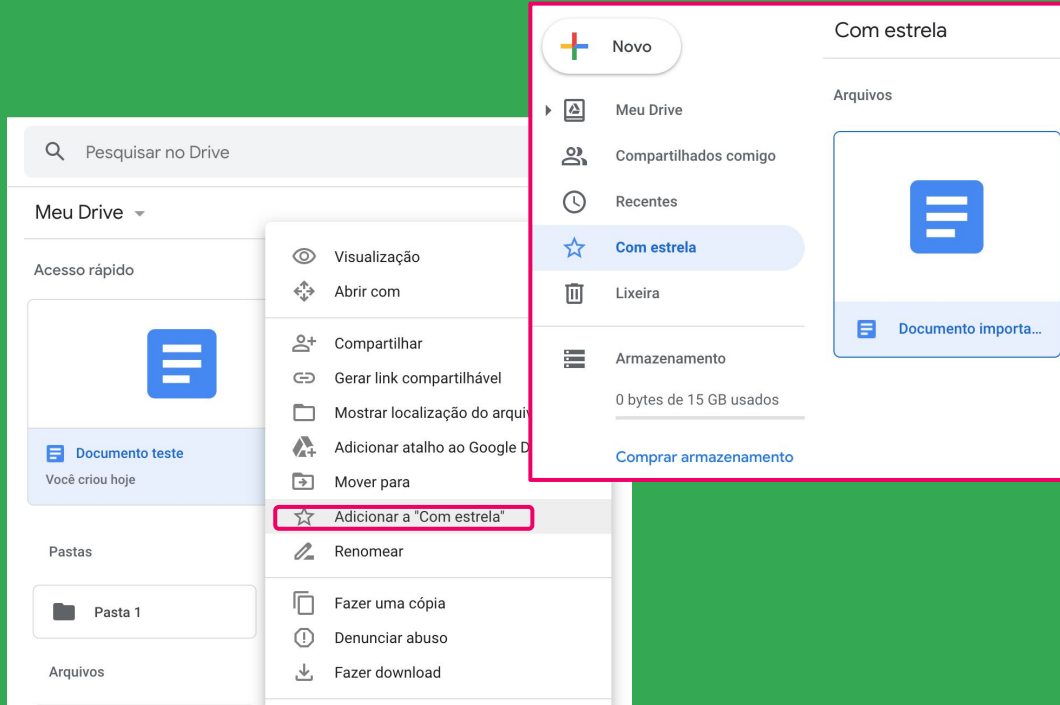 Pesquisar no Drive
Meu Drive
Acesso rápido
Documento teste
Você criou hoje
Pastas
Pasta 1
Arquivos
Visualização
Abrir com
Compartilhar
Gerar link compartilhável
Mostrar localização do
Adicionar atalho ao Google
Mover para
Adicionar a "Com estrela"
Renomear
Fazer uma cópia
Denunciar abuso
Fazer download
Novo
Meu Drive
Compartilhados comigo
Recentes
Com estrela
Lixeira
Armazenamento
0 bytes de 15 GB usados
Comprar armazenamento
Com estrela
Arquivos
Documento importa...